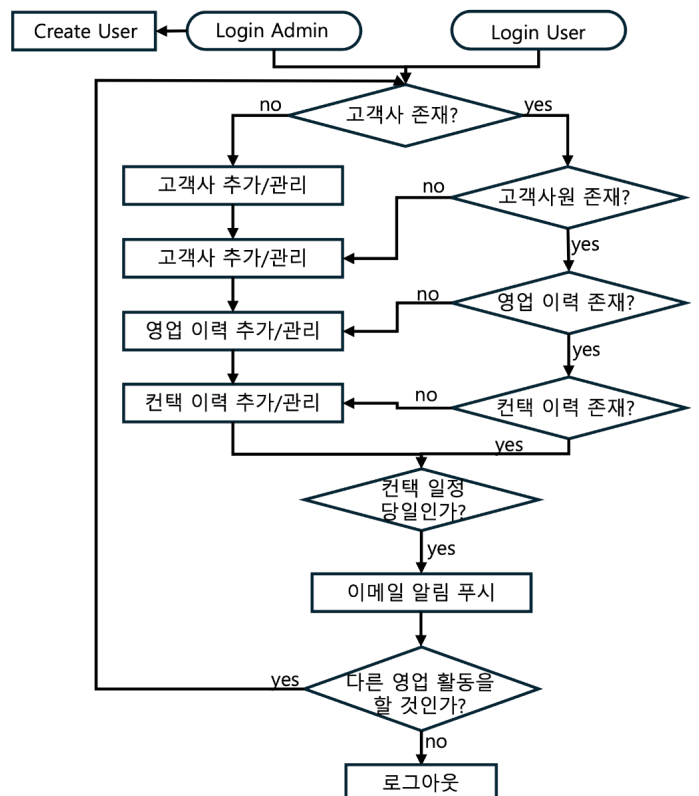 Create User
Login Admin
Login User
고객사 존재?
no
yes
고객사 추가/관리
고객사원 존재?
no
yes
고객사 추가/관리
영업 이력 존재?
no
yes
영업 이력 추가/관리
컨택 이력 존재?
no
yes
컨택 이력 추가/관리
컨택 일정
당일인가?
yes
이메일 알림 푸시
다른 영업 활동을
할 것인가?
yes
no
로그아웃